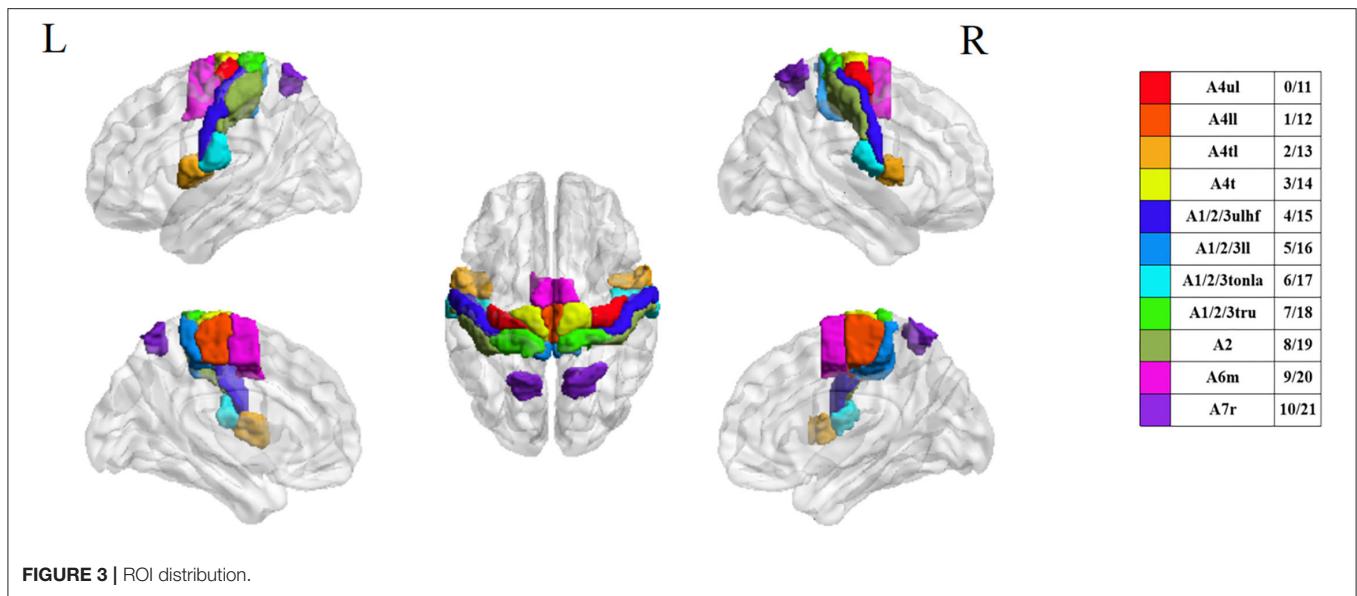 L
R
A4ul 0/11
A4ll 1/12
A4tl 2/13
A4t 3/14
A1/2/3ulhf 4/15
A1/2/3ll 5/16
A1/2/3tonla 6/17
A1/2/3tru 7/18
A2 8/19
A6m 9/20
A7r 10/21
FIGURE 3 | ROI distribution.